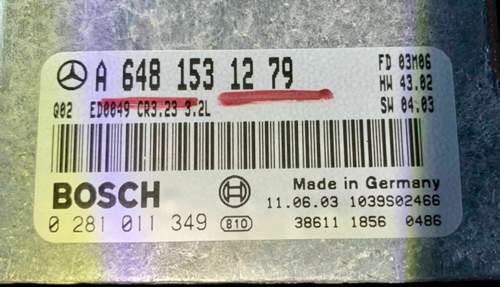 A 648 153 12 79 FD 03M06
HW 43.02
Q02 ED0049 CR3.23 3.2L SW 04.03
BOSCH Made in Germany
11.06.03 1039S02466
0 281 011 349 810 38611 1856 0486